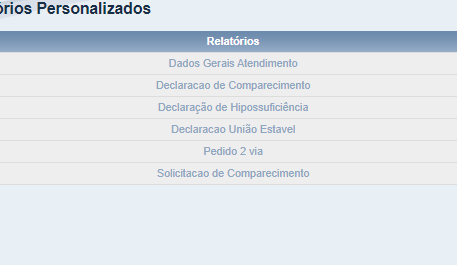 órios Personalizados
Relatórios
Dados Gerais Atendimento
Declaracao de Comparecimento
Declaração de Hipossuficiência
Declaracao União Estavel
Pedido 2 via
Solicitacao de Comparecimento